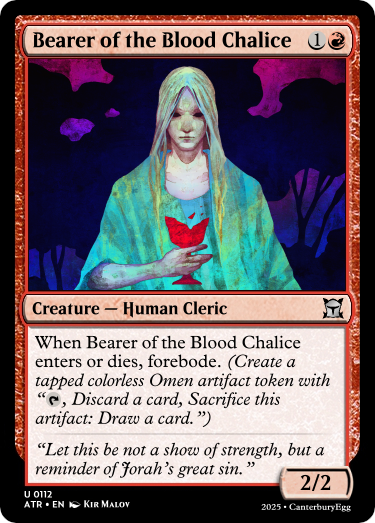 Bearer of the Blood Chalice 1
Creature — Human Cleric
When Bearer of the Blood Chalice
enters or dies, forebode. (Create a
tapped colorless Omen artifact token with
“, Discard a card, Sacrifice this
artifact: Draw a card.”)
“Let this be not a show of strength, but a
reminder of Jorah's great sin.”
2/2
U 0112
ATR • EN Kir Malov
2025 • CanterburyEgg